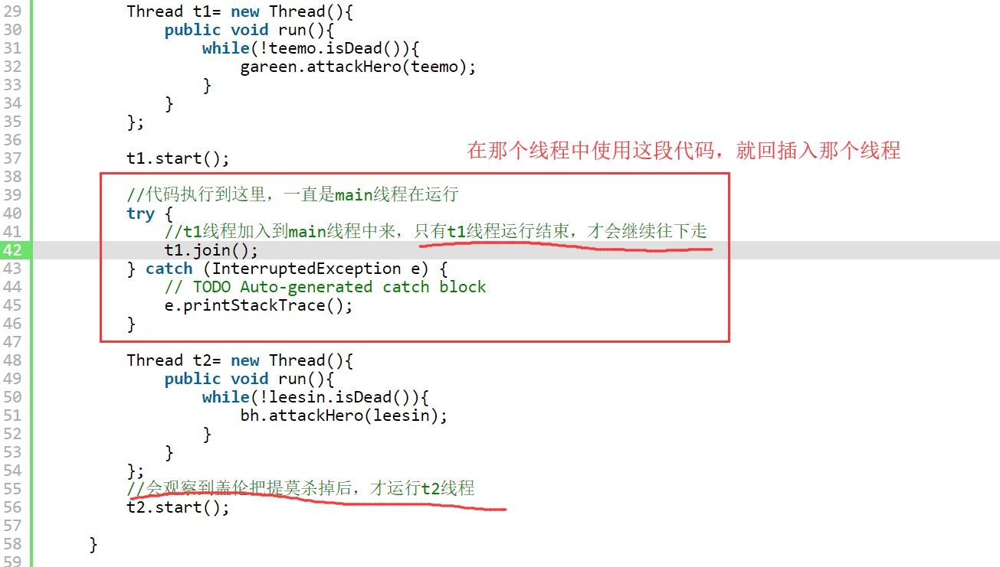 29 Thread t1= new Thread(){
30 public void run(){
31 while(!teemo.isDead()){
32 gareen.attackHero(teemo);
33 }
34 }
35 };
36
在那个线程中使用这段代码，就回插入那个线程
37 t1.start();
38
39 //代码执行到这里，一直是main线程在运行
40 try {
41 //t1线程加入到main线程中来，只有t1线程运行结束，才会继续往下走
42 t1.join();
43 } catch (InterruptedException e) {
44 // TODO Auto-generated catch block
45 e.printStackTrace();
46 }
47
48 Thread t2= new Thread(){
49 public void run(){
50 while(!leesin.isDead()){
51 bh.attackHero(leesin);
52 }
53 }
54 };
55 //会观察到盖伦把提莫杀掉后，才运行t2线程
56 t2.start();
57
58 }
59